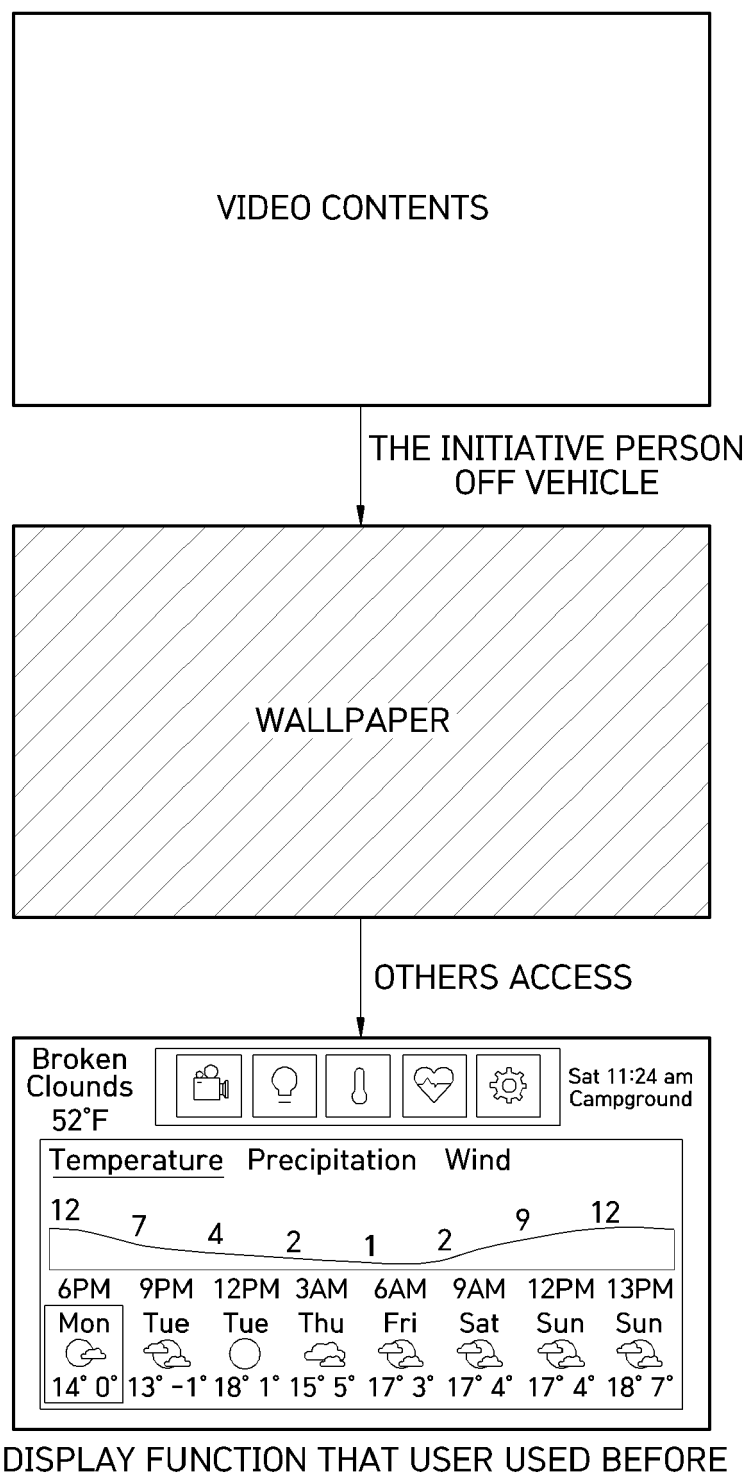 VIDEO CONTENTS
THE INITIATIVE PERSON
OFF VEHICLE
WALLPAPER
OTHERS ACCESS
Broken
Clounds
52°F
Sat 11:24 am
Campground
Temperature Precipitation Wind
12 7 4 2 1 2 9 12
6PM 9PM 12PM 3AM 6AM 9AM 12PM 13PM
Mon Tue Tue Thu Fri Sat Sun Sun
14° 0° 13° -1° 18° 1° 15° 5° 17° 3° 17° 4° 17° 4° 18° 7°
DISPLAY FUNCTION THAT USER USED BEFORE